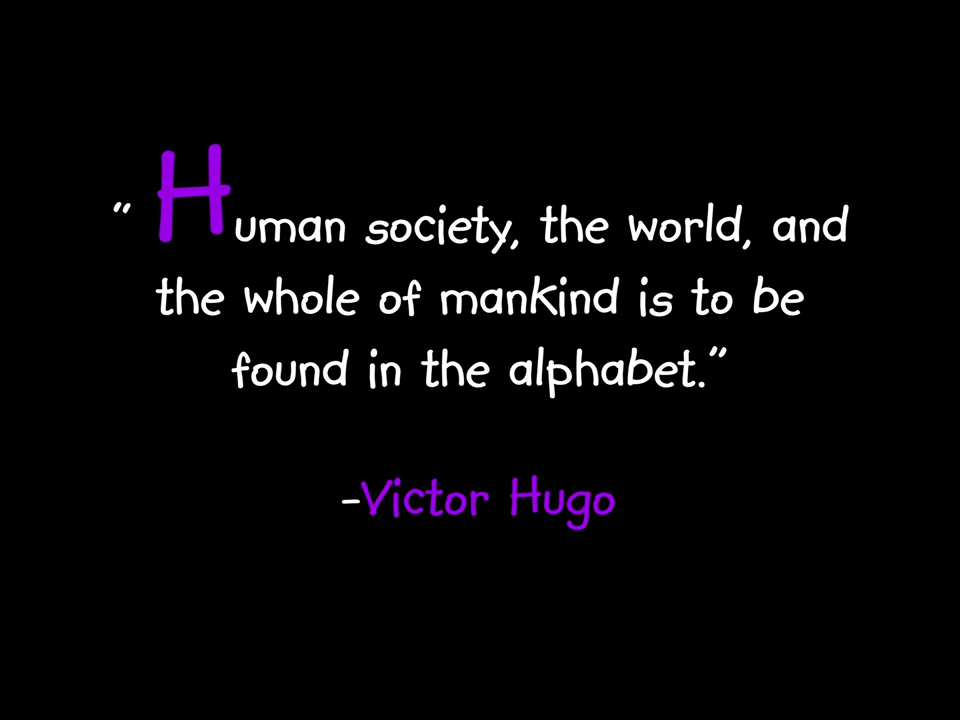 ” Human society, the world, and
the whole of mankind is to be
found in the alphabet.”
-Victor Hugo